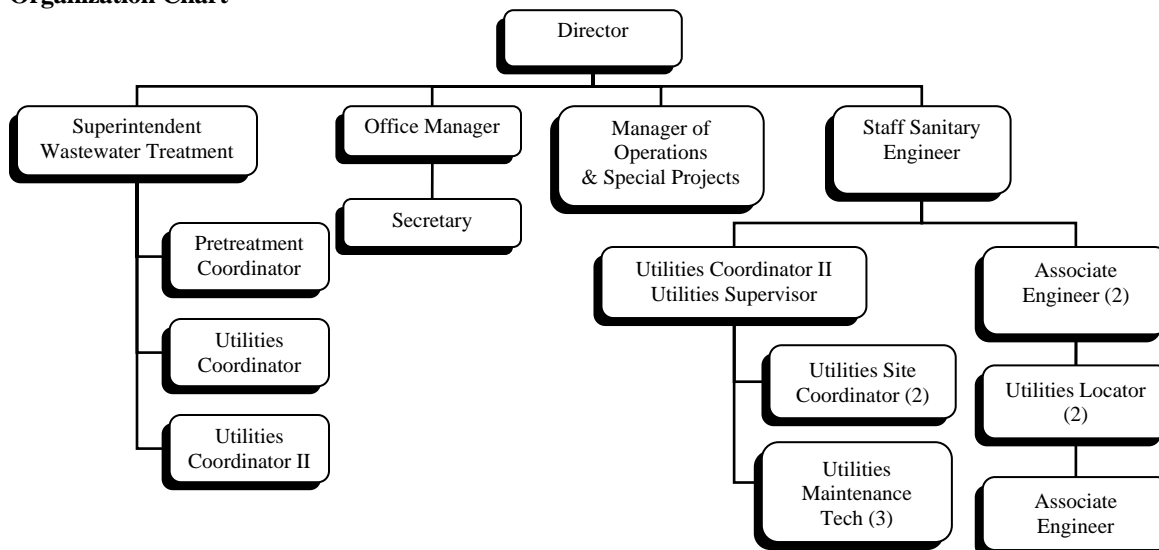 Organization Chart
Director
Superintendent
Wastewater Treatment
Office Manager
Manager of
Operations
& Special Projects
Staff Sanitary
Engineer
Secretary
Pretreatment
Coordinator
Utilities Coordinator II
Utilities Supervisor
Associate
Engineer (2)
Utilities
Coordinator
Utilities Site
Coordinator (2)
Utilities Locator
(2)
Utilities
Coordinator II
Utilities
Maintenance
Tech (3)
Associate
Engineer